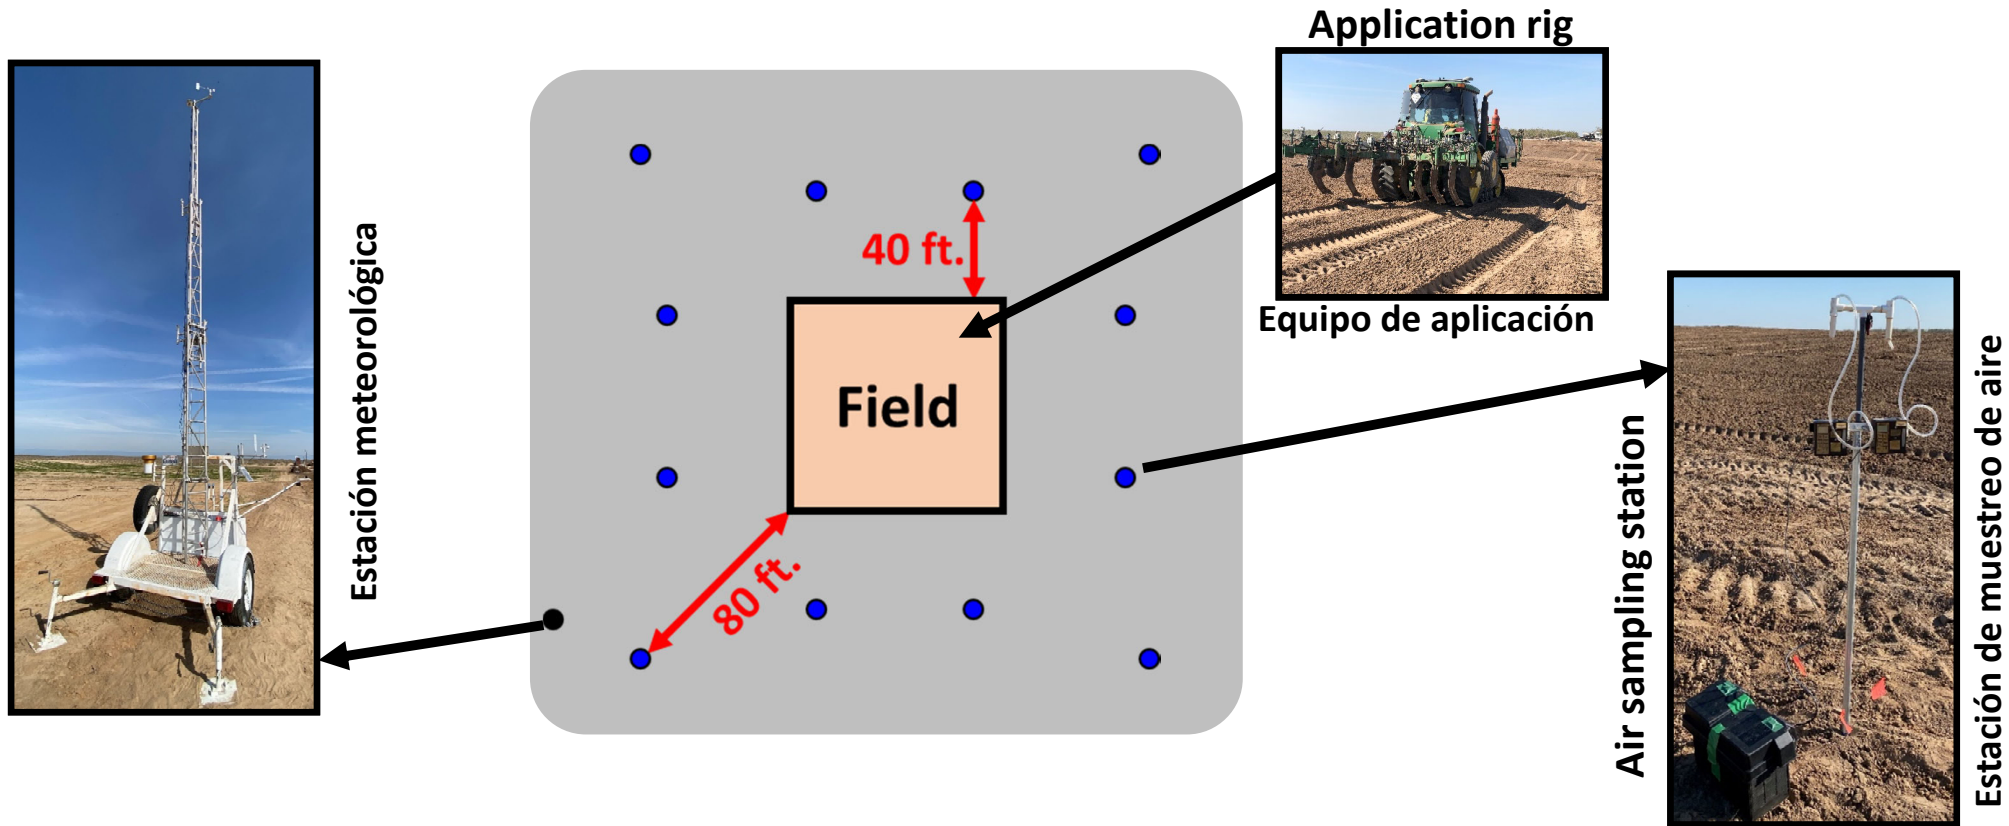 Application rig
Equipo de aplicación
Estación meteorológica
40 ft.
Field
80 ft.
Air sampling station
Estación de muestreo de aire